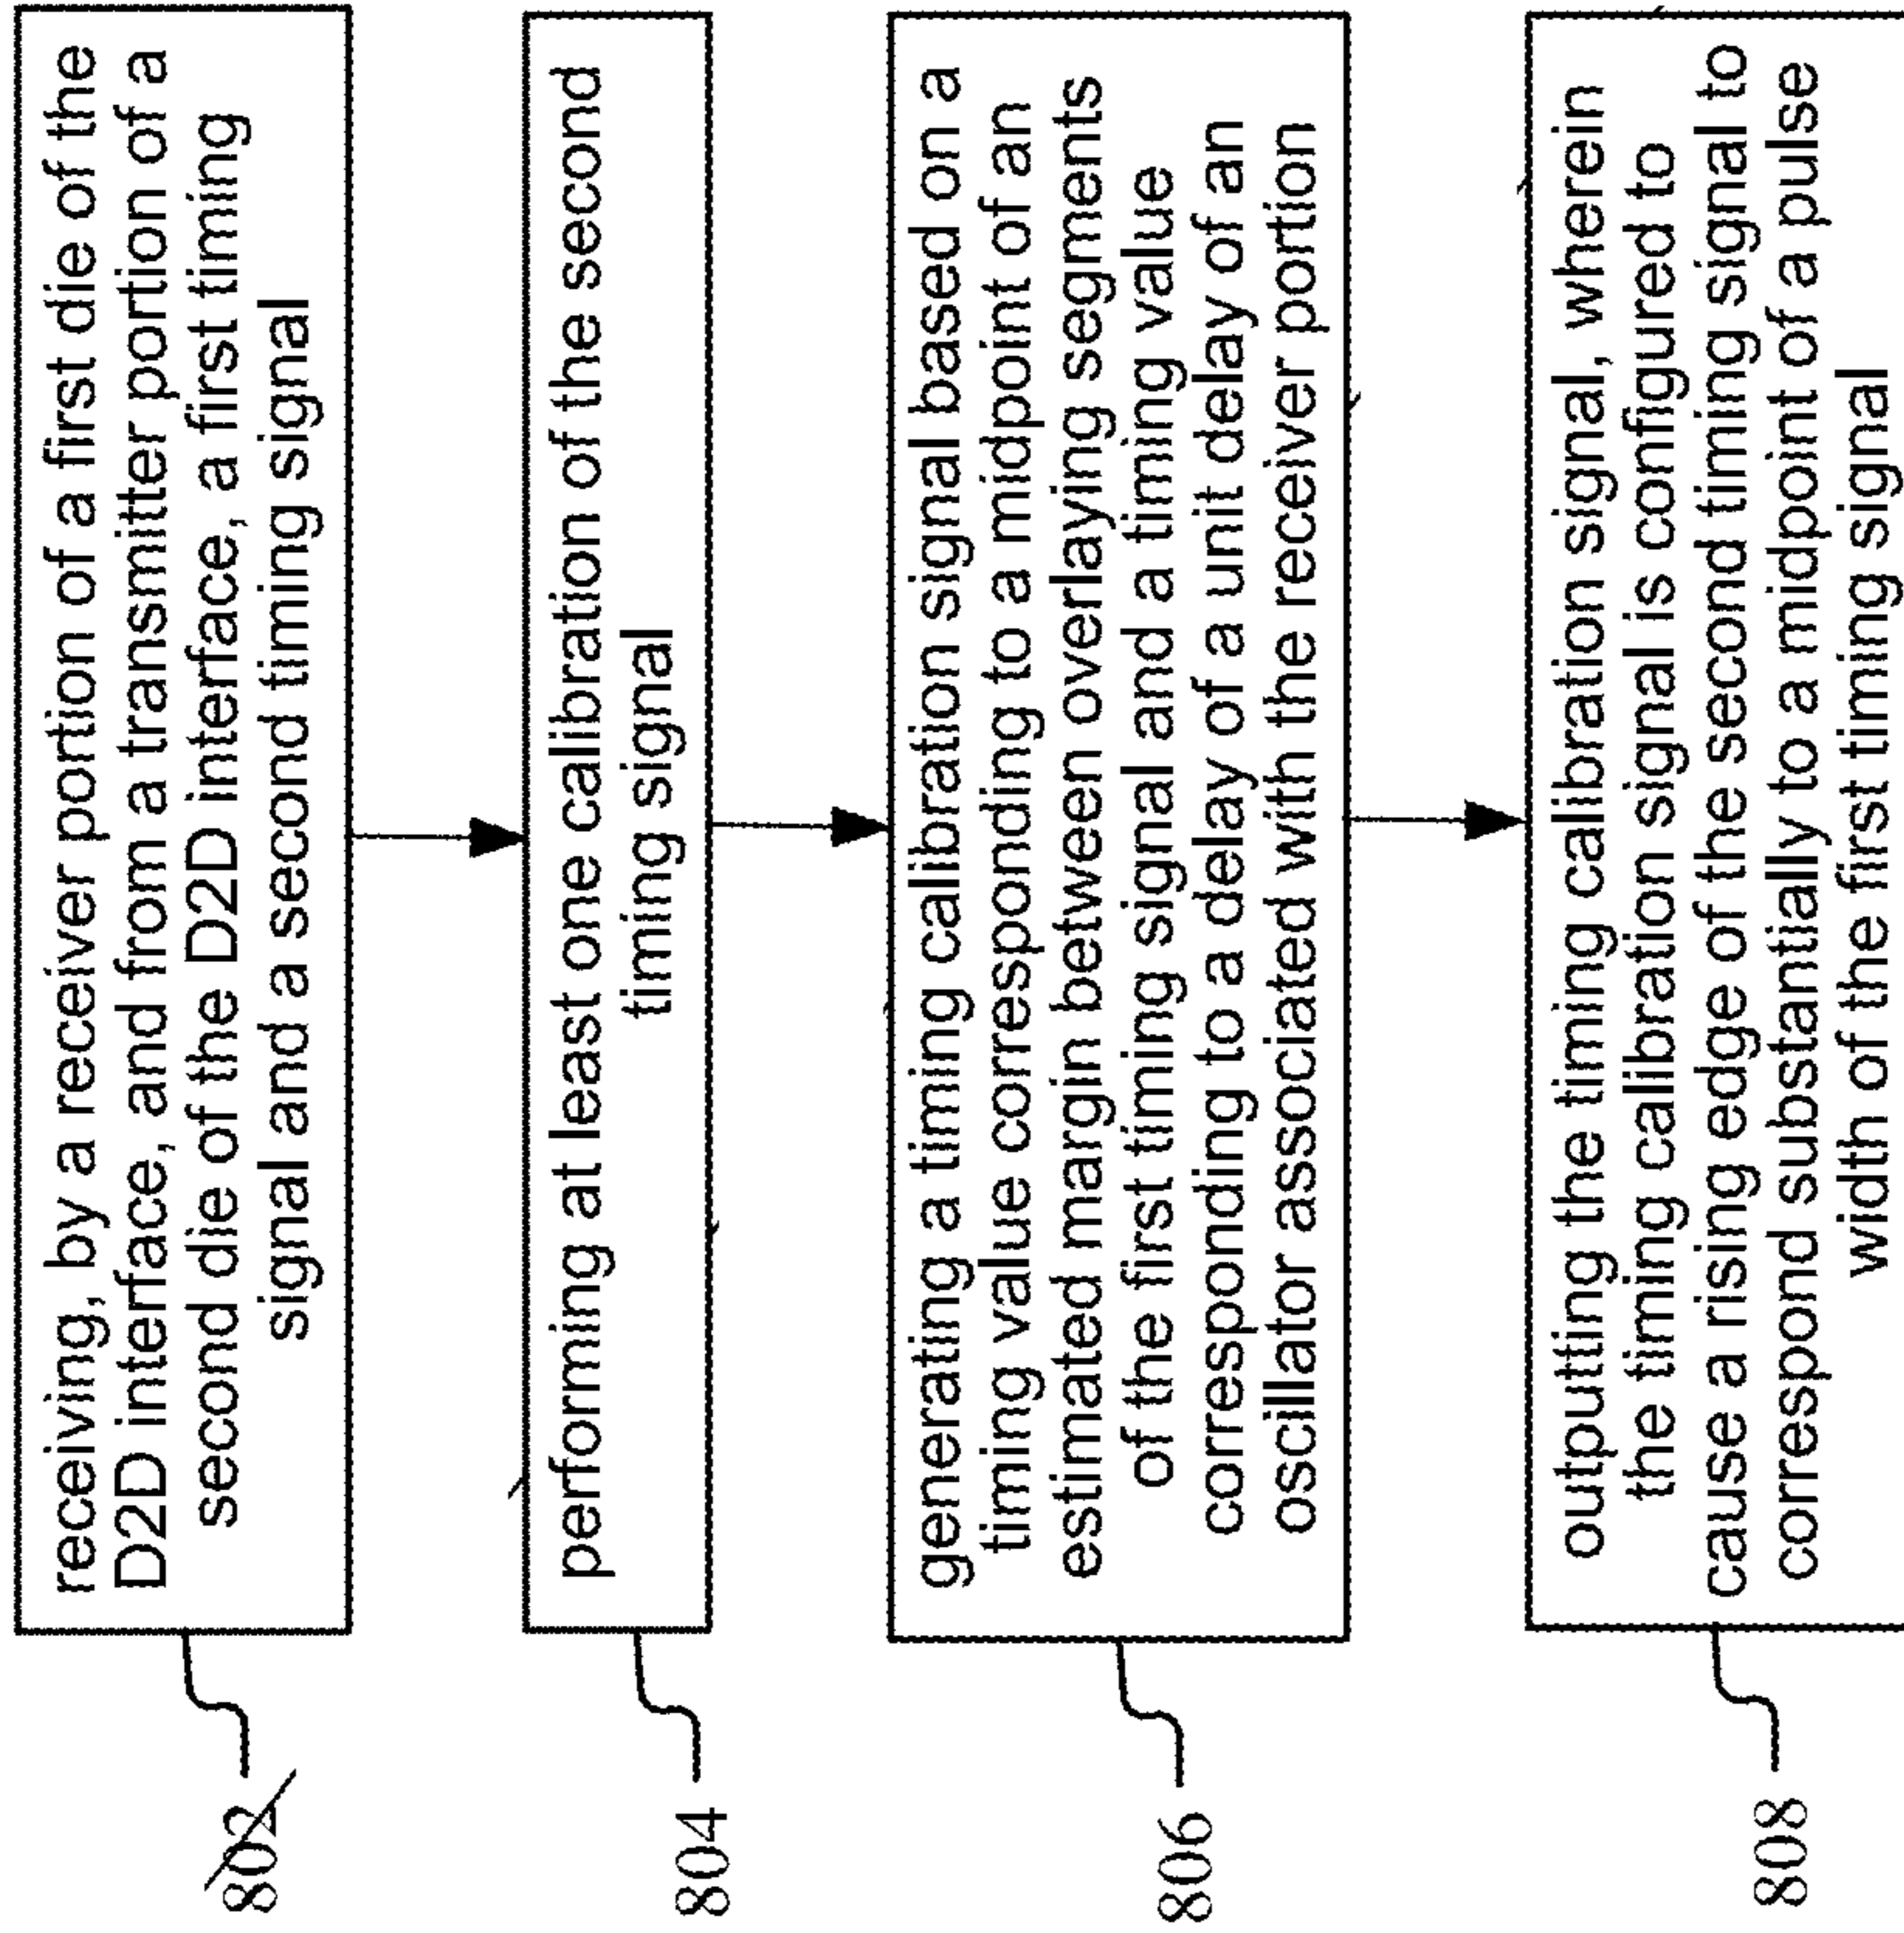 receiving, by a receiver portion of a first die of the
D2D interface, and from a transmitter portion of a
second die of the D2D interface, a first timing
signal and a second timing signal
802
performing at least one calibration of the second
timing signal
804
generating a timing calibration signal based on a
timing value corresponding to a midpoint of an
estimated margin between overlaying segments
of the first timing signal and a timing value
corresponding to a delay of a unit delay of an
oscillator associated with the receiver portion
806
outputting the timing calibration signal, wherein
the timing calibration signal is configured to
cause a rising edge of the second timing signal to
correspond substantially to a midpoint of a pulse
width of the first timing signal
808